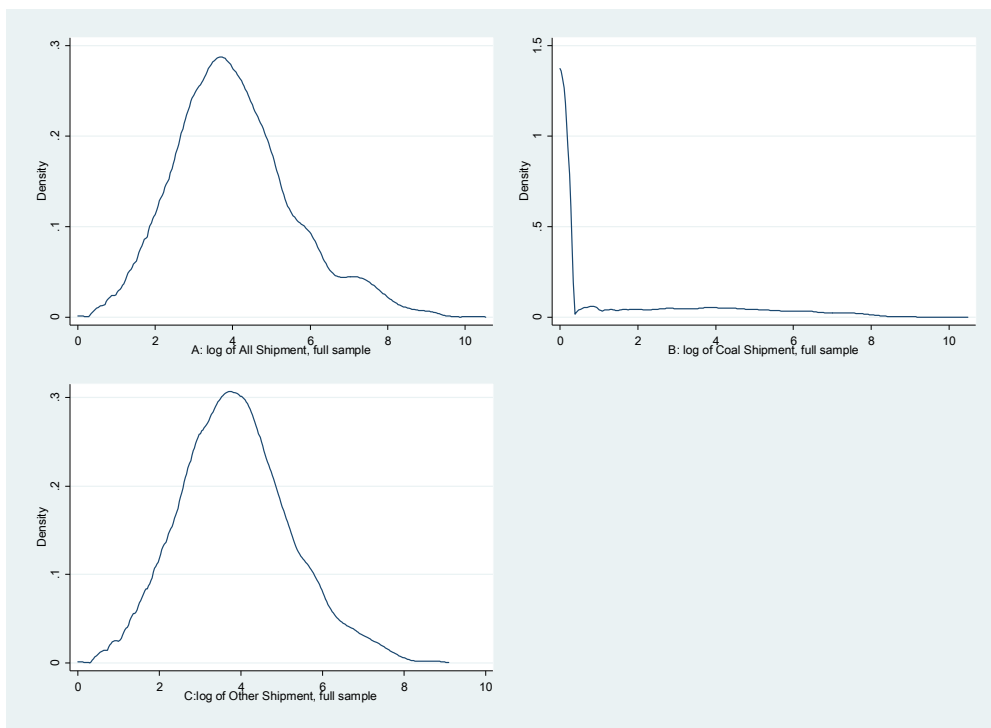 .3
.2
.1
0
Density
0 2 4 6 8 10
A: log of All Shipment, full sample
1.5
1
.5
0
Density
0 2 4 6 8 10
B: log of Coal Shipment, full sample
.3
.2
.1
0
Density
0 2 4 6 8 10
C:log of Other Shipment, full sample